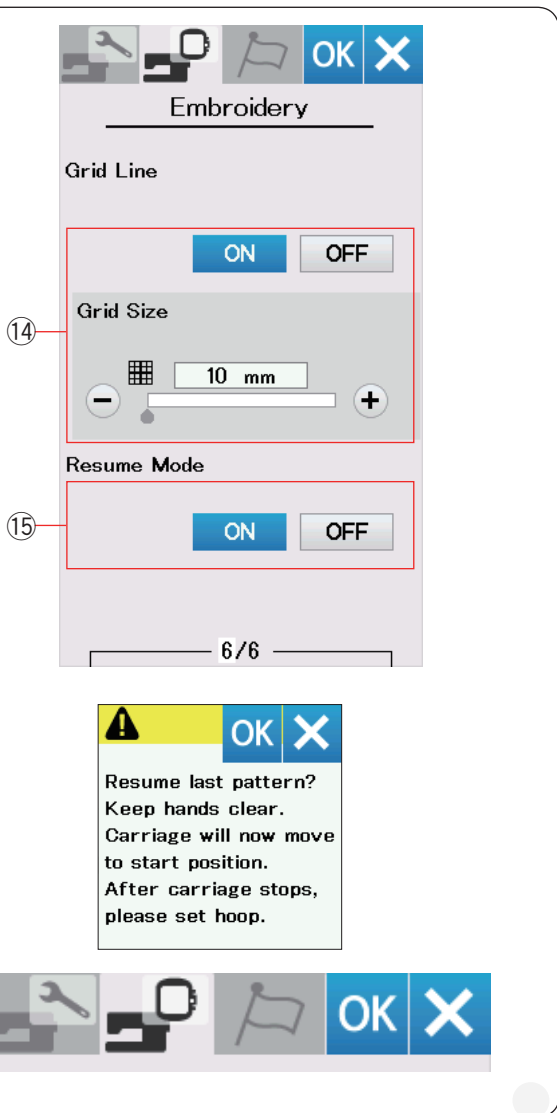 OK
Embroidery
Grid Line
ON OFF
⑭
Grid Size
10 mm
Resume Mode
⑮
ON OFF
6/6
OK
Resume last pattern?
Keep hands clear.
Carriage will now move
to start position.
After carriage stops,
please set hoop.
OK